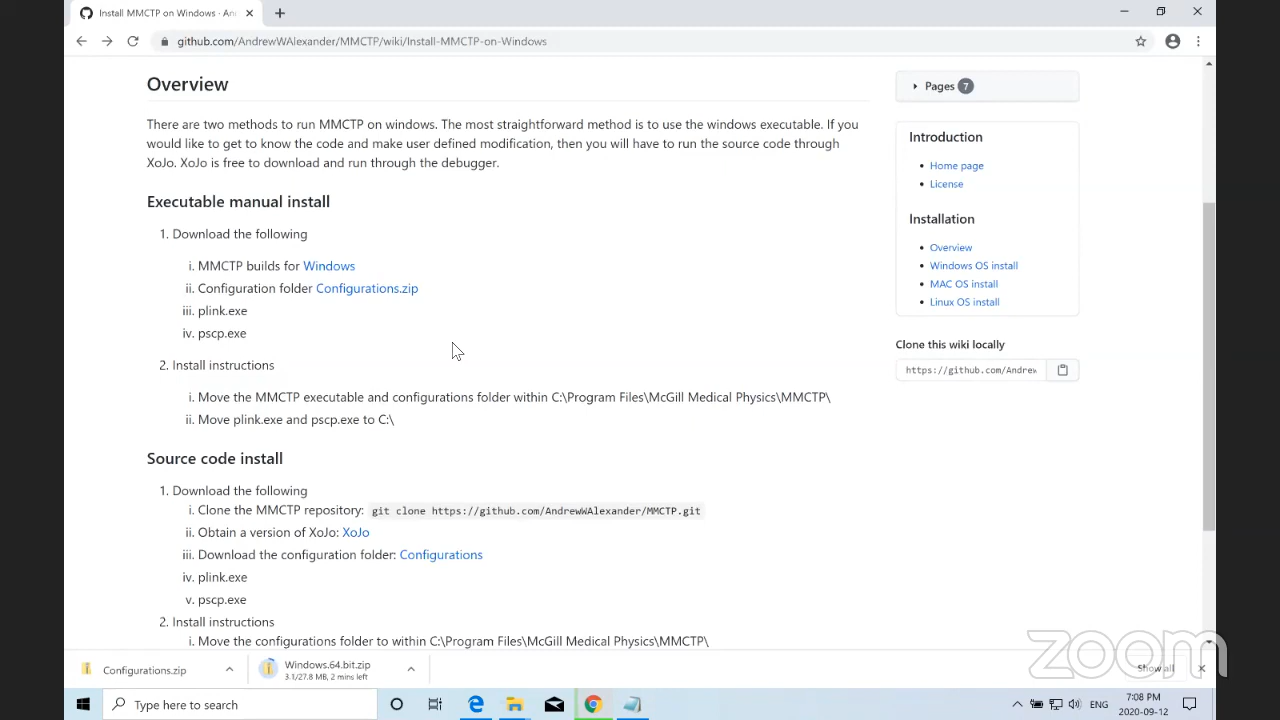 Install MMCTP on Windows · An
github.com/AndrewWAlexander/MMCTP/wiki/Install-MMCTP-on-Windows
Overview
There are two methods to run MMCTP on windows. The most straightforward method is to use the windows executable. If you
would like to get to know the code and make user defined modification, then you will have to run the source code through
XoJo. XoJo is free to download and run through the debugger.
Executable manual install
1. Download the following
i. MMCTP builds for Windows
ii. Configuration folder Configurations.zip
iii. plink.exe
iv. pscp.exe
2. Install instructions
i. Move the MMCTP executable and configurations folder within C:\Program Files\McGill Medical Physics\MMCTP\
ii. Move plink.exe and pscp.exe to C:\
Source code install
1. Download the following
i. Clone the MMCTP repository: git clone https://github.com/AndrewWAlexander/MMCTP.git
ii. Obtain a version of XoJo: XoJo
iii. Download the configuration folder: Configurations
iv. plink.exe
v. pscp.exe
2. Install instructions
i. Move the configurations folder to within C:\Program Files\McGill Medical Physics\MMCTP\
Pages 7
Introduction
Home page
License
Installation
Overview
Windows OS install
MAC OS install
Linux OS install
Clone this wiki locally
https://github.com/Andrew
Configurations.zip
Windows.64.bit.zip
3.1/27.8 MB, 2 mins left
Show all
zoom
Type here to search
ENG
7:08 PM
2020-09-12